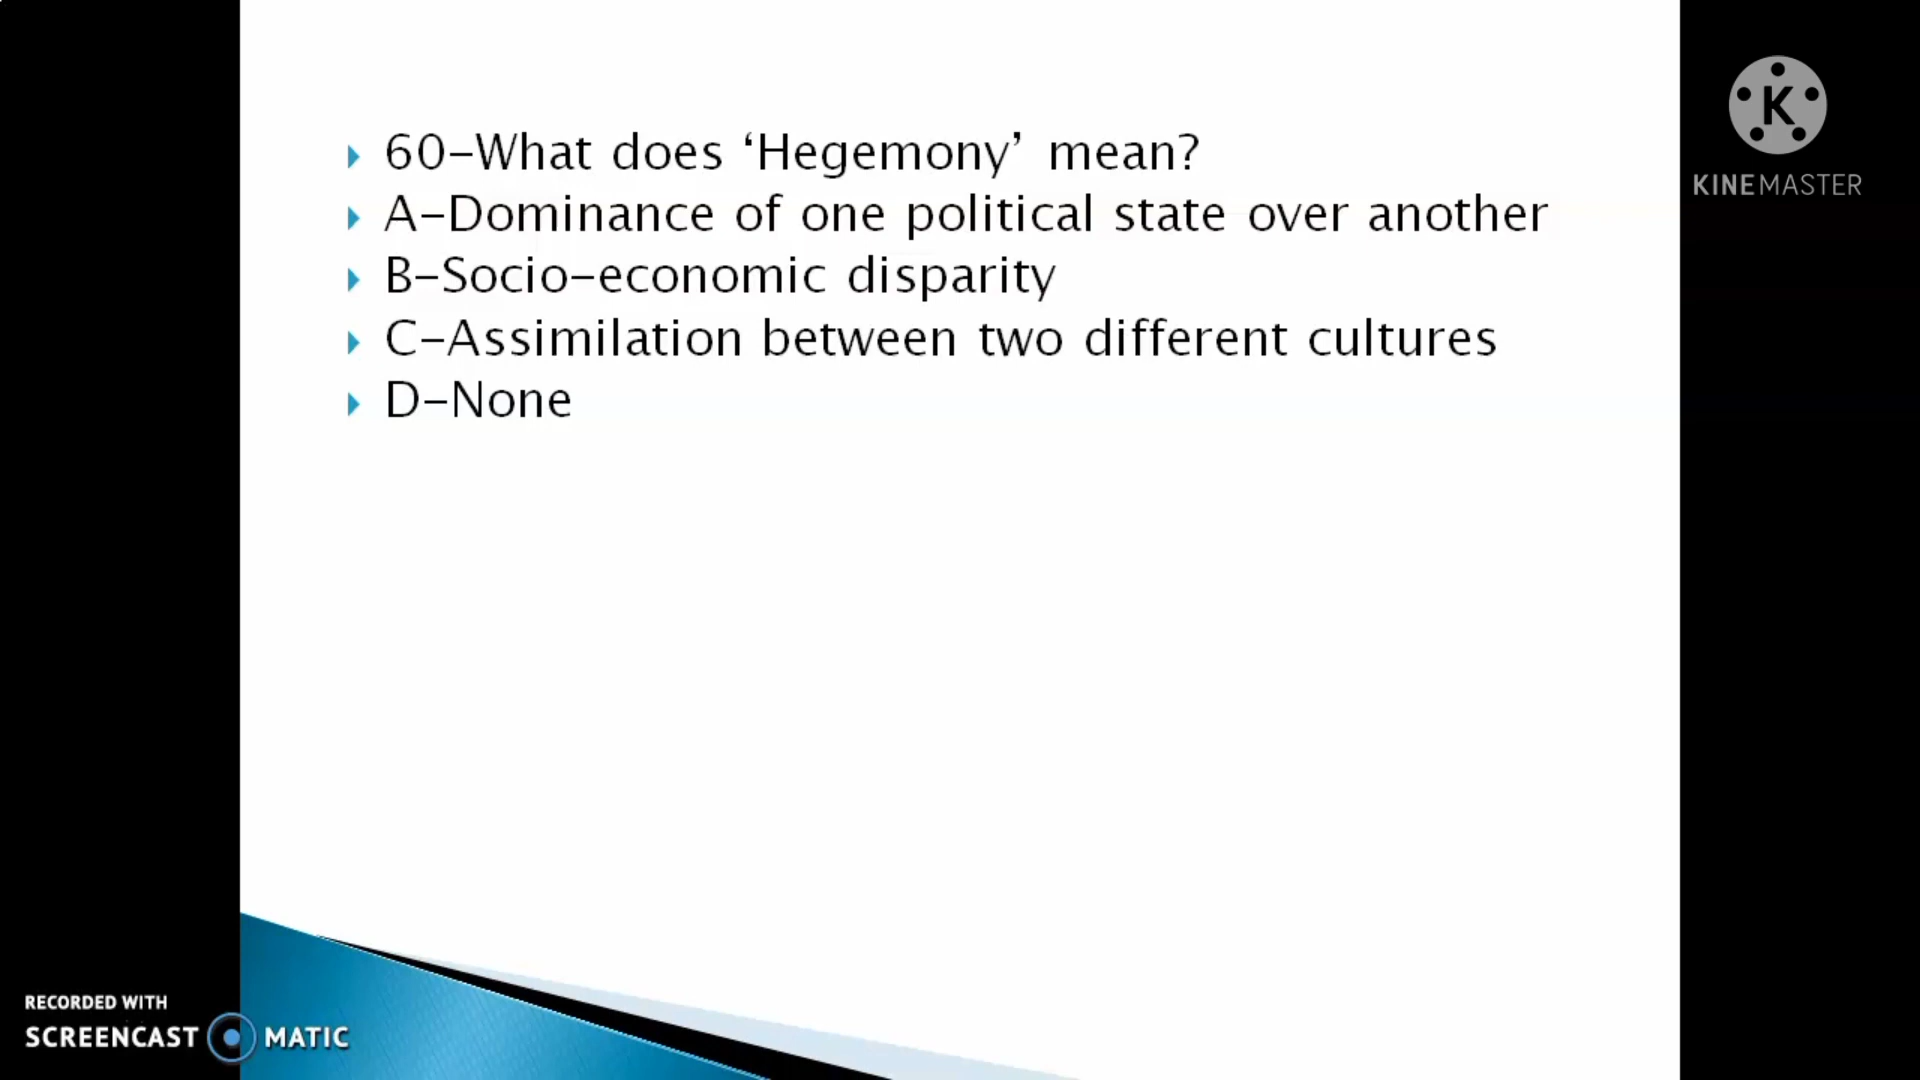 60-What does ‘Hegemony’ mean?
A-Dominance of one political state over another
B-Socio-economic disparity
C-Assimilation between two different cultures
D-None
K
KINEMASTER
RECORDED WITH
SCREENCAST MATIC